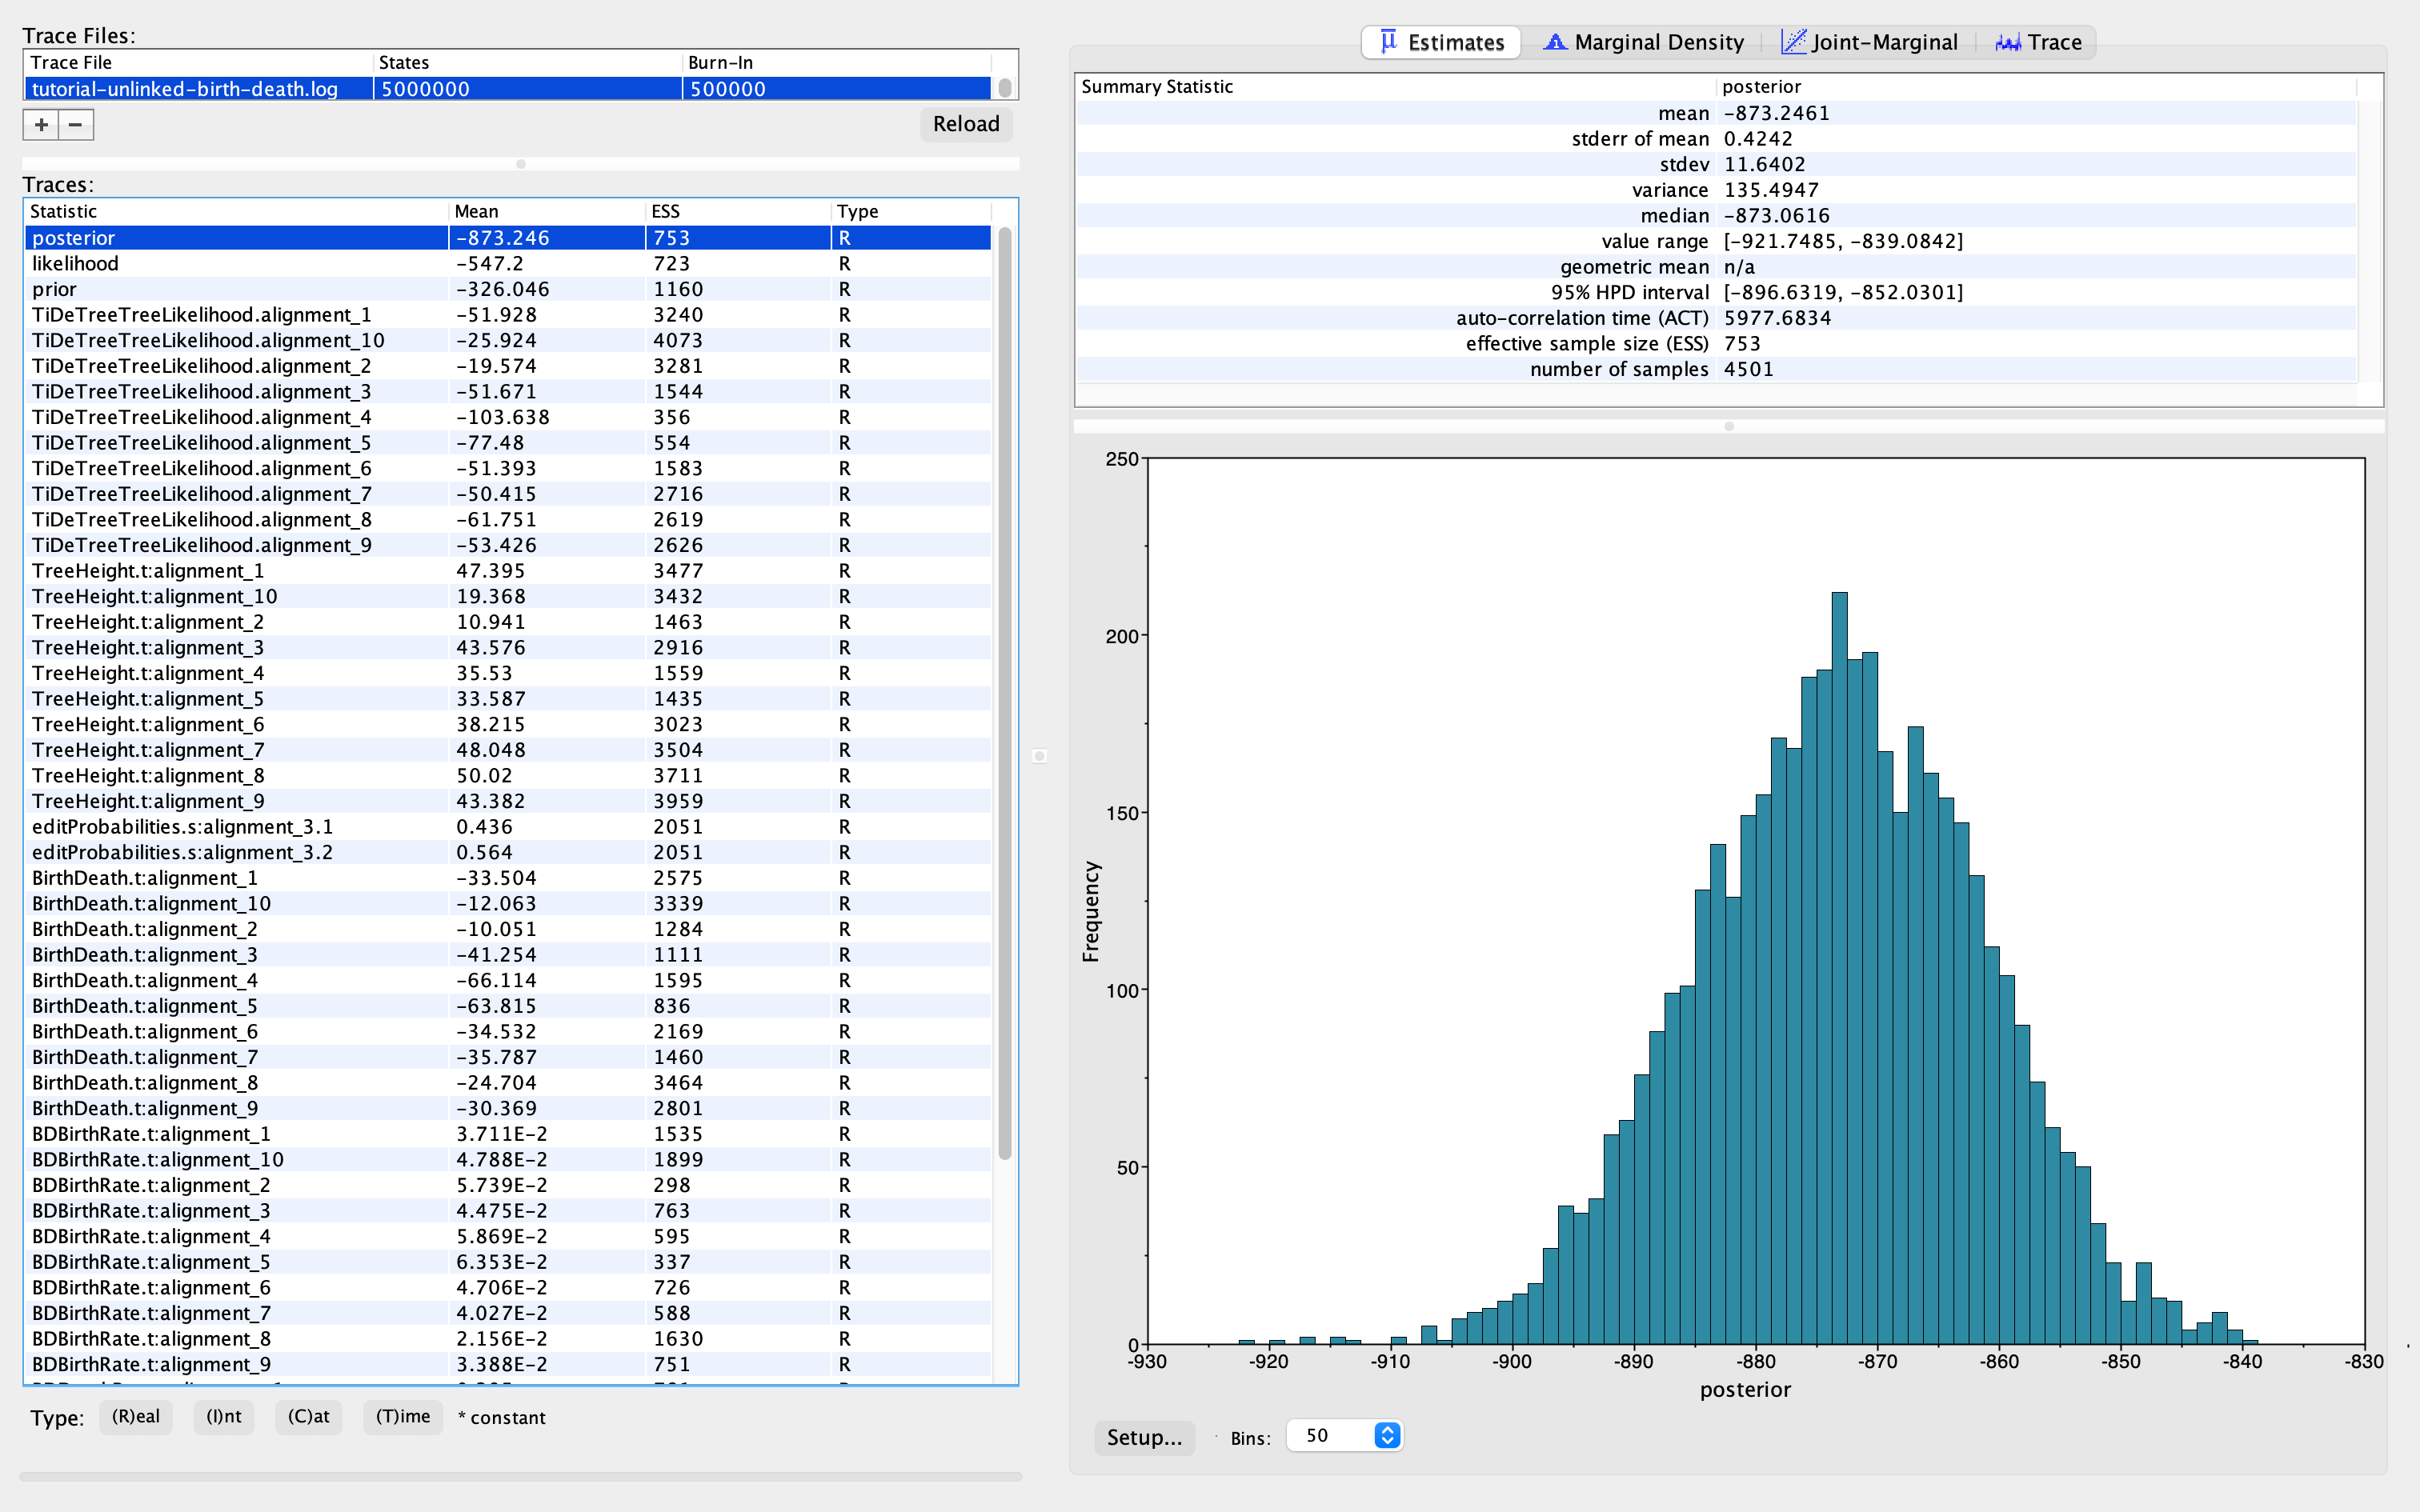 Trace Files:
Trace File States Burn-In
tutorial-unlinked-birth-death.log 5000000 500000
+ − Reload
Traces:
Statistic Mean ESS Type
posterior -873.246 753 R
likelihood -547.2 723 R
prior -326.046 1160 R
TiDeTreeTreeLikelihood.alignment_1 -51.928 3240 R
TiDeTreeTreeLikelihood.alignment_10 -25.924 4073 R
TiDeTreeTreeLikelihood.alignment_2 -19.574 3281 R
TiDeTreeTreeLikelihood.alignment_3 -51.671 1544 R
TiDeTreeTreeLikelihood.alignment_4 -103.638 356 R
TiDeTreeTreeLikelihood.alignment_5 -77.48 554 R
TiDeTreeTreeLikelihood.alignment_6 -51.393 1583 R
TiDeTreeTreeLikelihood.alignment_7 -50.415 2716 R
TiDeTreeTreeLikelihood.alignment_8 -61.751 2619 R
TiDeTreeTreeLikelihood.alignment_9 -53.426 2626 R
TreeHeight.t:alignment_1 47.395 3477 R
TreeHeight.t:alignment_10 19.368 3432 R
TreeHeight.t:alignment_2 10.941 1463 R
TreeHeight.t:alignment_3 43.576 2916 R
TreeHeight.t:alignment_4 35.53 1559 R
TreeHeight.t:alignment_5 33.587 1435 R
TreeHeight.t:alignment_6 38.215 3023 R
TreeHeight.t:alignment_7 48.048 3504 R
TreeHeight.t:alignment_8 50.02 3711 R
TreeHeight.t:alignment_9 43.382 3959 R
editProbabilities.s:alignment_3.1 0.436 2051 R
editProbabilities.s:alignment_3.2 0.564 2051 R
BirthDeath.t:alignment_1 -33.504 2575 R
BirthDeath.t:alignment_10 -12.063 3339 R
BirthDeath.t:alignment_2 -10.051 1284 R
BirthDeath.t:alignment_3 -41.254 1111 R
BirthDeath.t:alignment_4 -66.114 1595 R
BirthDeath.t:alignment_5 -63.815 836 R
BirthDeath.t:alignment_6 -34.532 2169 R
BirthDeath.t:alignment_7 -35.787 1460 R
BirthDeath.t:alignment_8 -24.704 3464 R
BirthDeath.t:alignment_9 -30.369 2801 R
BDBirthRate.t:alignment_1 3.711E-2 1535 R
BDBirthRate.t:alignment_10 4.788E-2 1899 R
BDBirthRate.t:alignment_2 5.739E-2 298 R
BDBirthRate.t:alignment_3 4.475E-2 763 R
BDBirthRate.t:alignment_4 5.869E-2 595 R
BDBirthRate.t:alignment_5 6.353E-2 337 R
BDBirthRate.t:alignment_6 4.706E-2 726 R
BDBirthRate.t:alignment_7 4.027E-2 588 R
BDBirthRate.t:alignment_8 2.156E-2 1630 R
BDBirthRate.t:alignment_9 3.388E-2 751 R
Type: (R)eal (I)nt (C)at (T)ime * constant
Estimates Marginal Density Joint-Marginal Trace
Summary Statistic posterior
mean -873.2461
stderr of mean 0.4242
stdev 11.6402
variance 135.4947
median -873.0616
value range [-921.7485, -839.0842]
geometric mean n/a
95% HPD interval [-896.6319, -852.0301]
auto-correlation time (ACT) 5977.6834
effective sample size (ESS) 753
number of samples 4501
250
200
150
100
50
0
Frequency
-930 -920 -910 -900 -890 -880 -870 -860 -850 -840 -830
posterior
Setup... Bins: 50